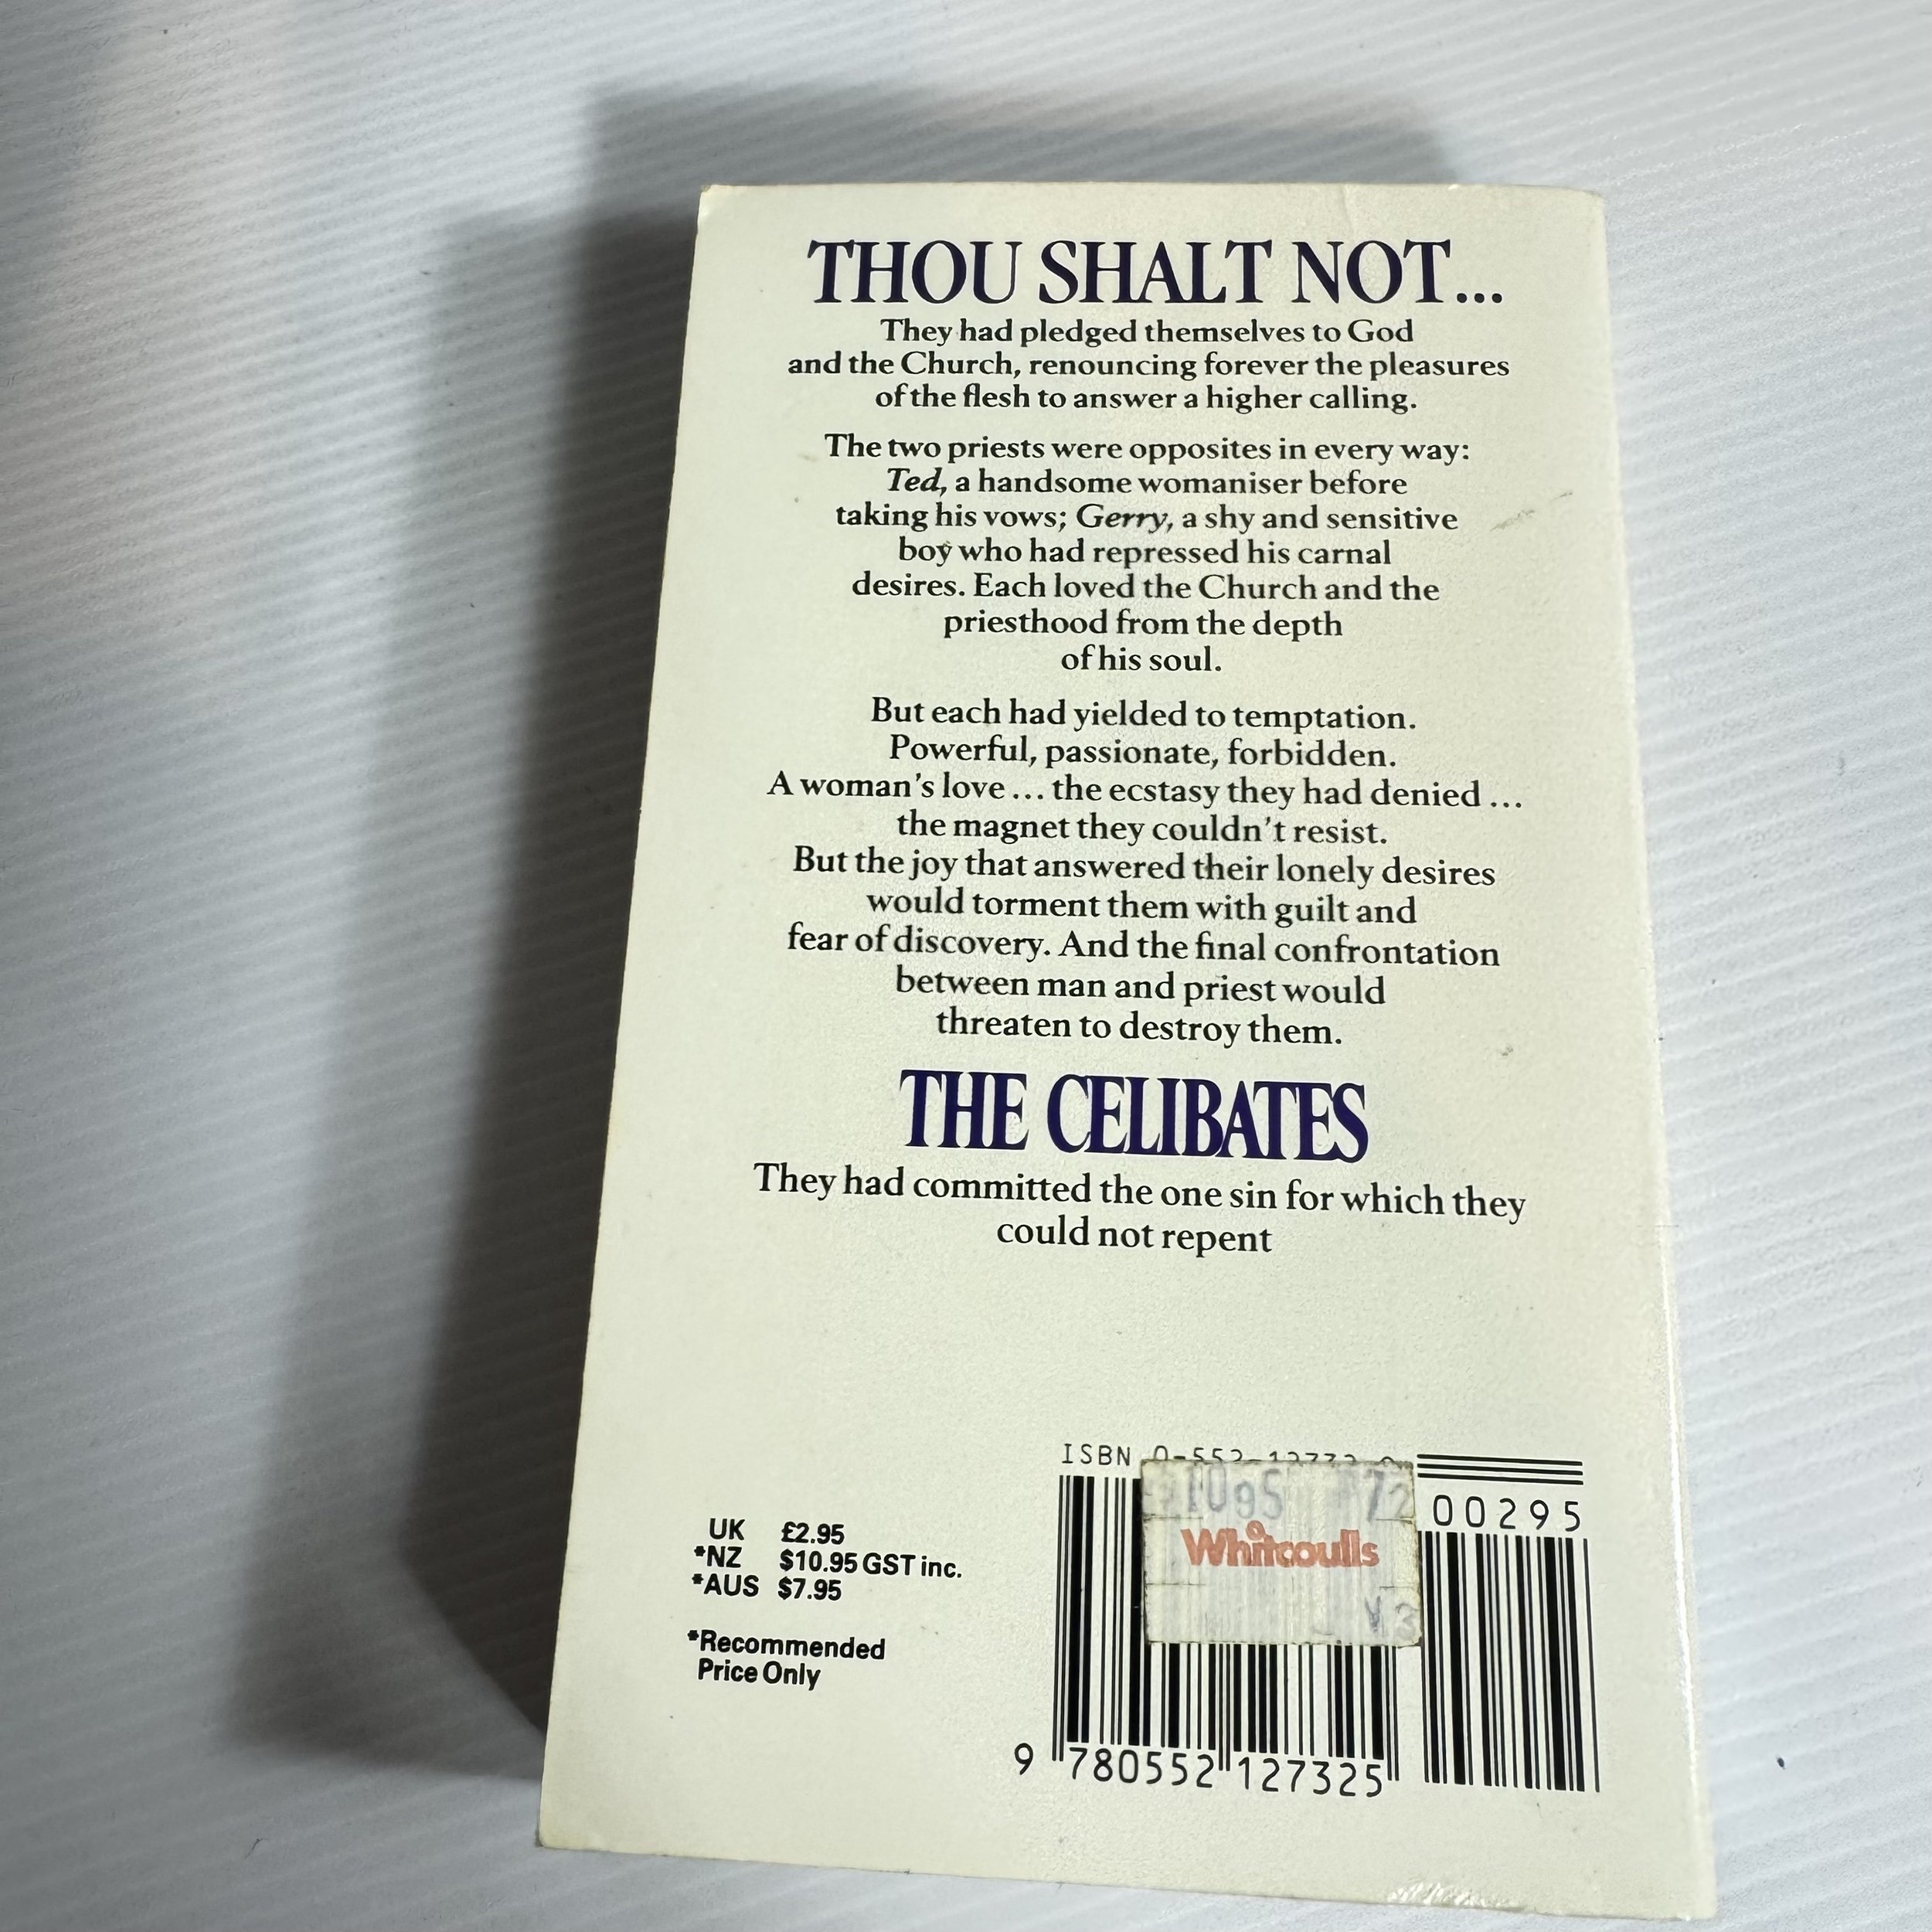 THOU SHALT NOT...
They had pledged themselves to God
and the Church, renouncing forever the pleasures
of the flesh to answer a higher calling.
The two priests were opposites in every way:
Ted, a handsome womaniser before
taking his vows; Gerry, a shy and sensitive
boy who had repressed his carnal
desires. Each loved the Church and the
priesthood from the depth
of his soul.
But each had yielded to temptation.
Powerful, passionate, forbidden.
A woman's love ... the ecstasy they had denied ...
the magnet they couldn't resist.
But the joy that answered their lonely desires
would torment them with guilt and
fear of discovery. And the final confrontation
between man and priest would
threaten to destroy them.
THE CELIBATES
They had committed the one sin for which they
could not repent
ISBN
1095
00295
Whitcoulls
UK £2.95
*NZ $10.95 GST inc.
*AUS $7.95
*Recommended
Price Only
9 780552 127325